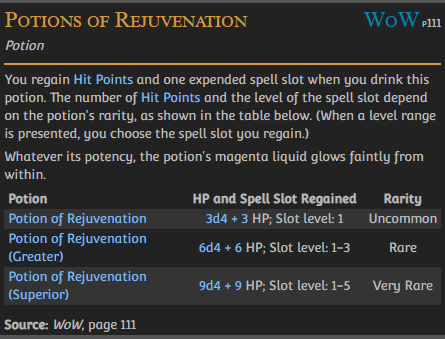 Potions of Rejuvenation WoW p111
Potion
You regain Hit Points and one expended spell slot when you drink this
potion. The number of Hit Points and the level of the spell slot depend
on the potion's rarity, as shown in the table below. (When a level range
is presented, you choose the spell slot you regain.)
Whatever its potency, the potion's magenta liquid glows faintly from
within.
Potion HP and Spell Slot Regained Rarity
Potion of Rejuvenation 3d4 + 3 HP; Slot level: 1 Uncommon
Potion of Rejuvenation
(Greater) 6d4 + 6 HP; Slot level: 1–3 Rare
Potion of Rejuvenation
(Superior) 9d4 + 9 HP; Slot level: 1–5 Very Rare
Source: WoW, page 111